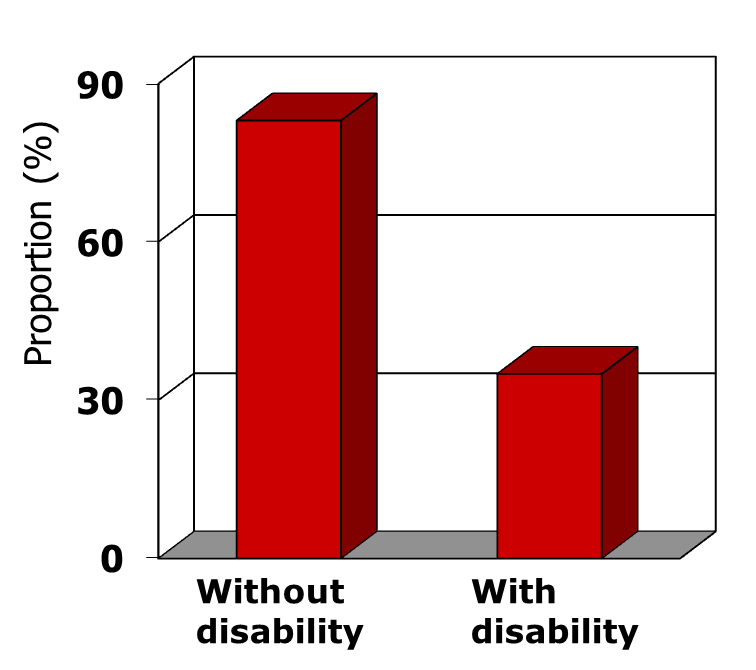 90
60
30
0
Proportion (%)
Without
disability
With
disability